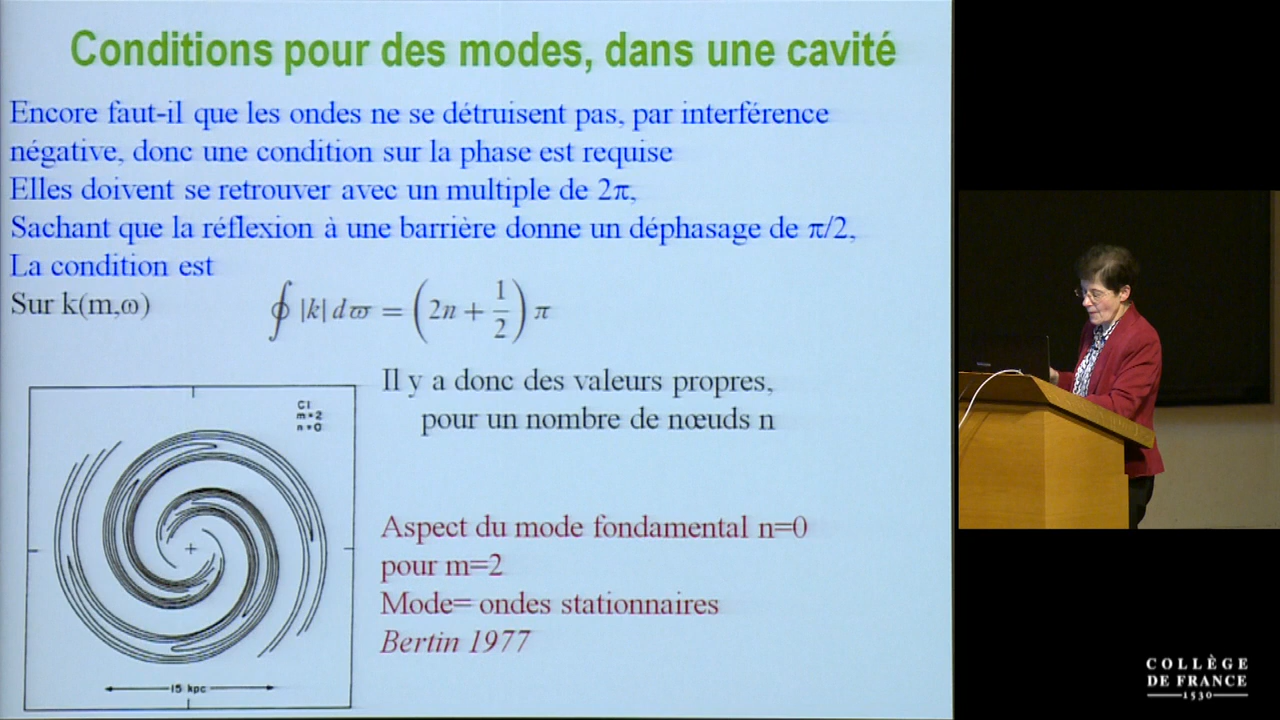 Conditions pour des modes, dans une cavité
Encore faut-il que les ondes ne se détruisent pas, par interférence
négative, donc une condition sur la phase est requise
Elles doivent se retrouver avec un multiple de 2π,
Sachant que la réflexion à une barrière donne un déphasage de π/2,
La condition est
Sur k(m,ω)
∮ |k| dϖ = (2n + 1/2) π
Il y a donc des valeurs propres,
pour un nombre de nœuds n
C1
m=2
n=0
15 kpc
Aspect du mode fondamental n=0
pour m=2
Mode= ondes stationnaires
Bertin 1977
COLLÈGE
DE FRANCE
1530